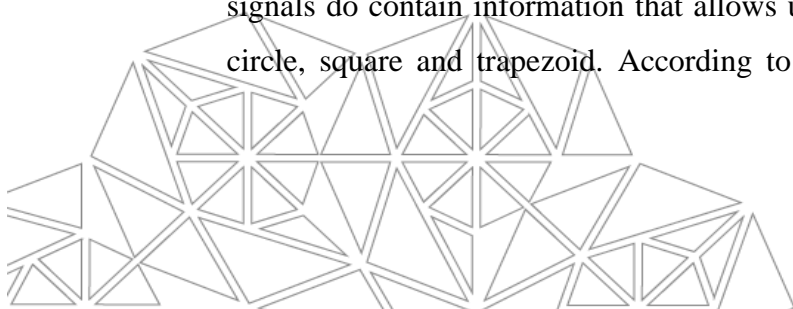 signals do contain information that allows u
circle, square and trapezoid. According to